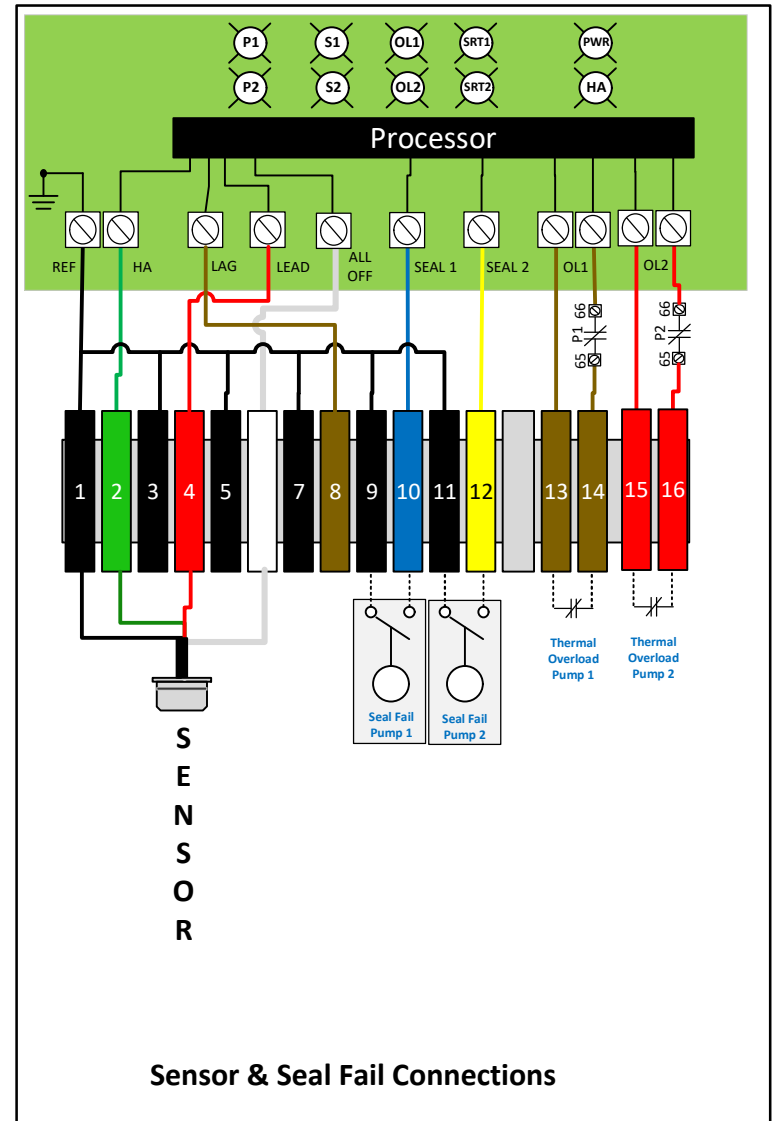 P1 S1 OL1 SRT1 PWR
P2 S2 OL2 SRT2 HA
Processor
REF HA LAG LEAD ALL OFF SEAL 1 SEAL 2 OL1 OL2
66 P1 65
66 P2 65
1 2 3 4 5 7 8 9 10 11 12 13 14 15 16
Seal Fail
Pump 1
Seal Fail
Pump 2
Thermal
Overload
Pump 1
Thermal
Overload
Pump 2
SENSOR
Sensor & Seal Fail Connections